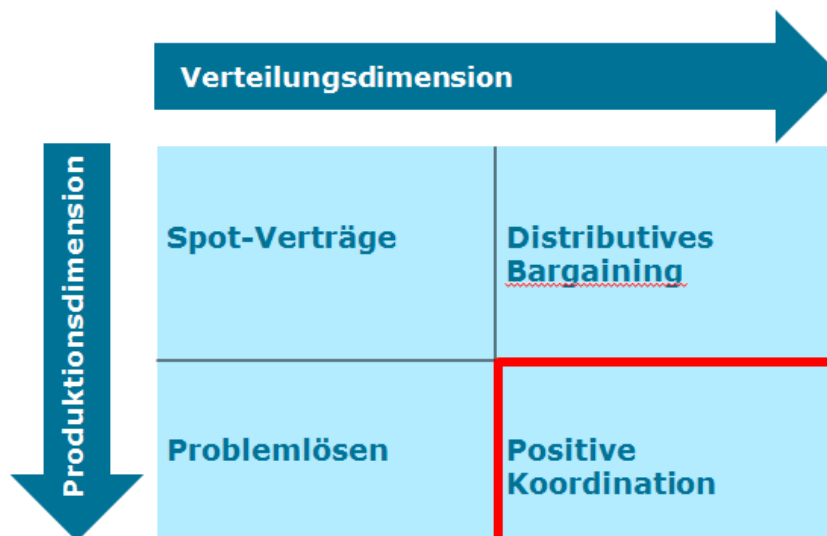 Verteilungsdimension
Produktionsdimension
Spot-Verträge
Distributives
Bargaining
Problemlösen
Positive
Koordination